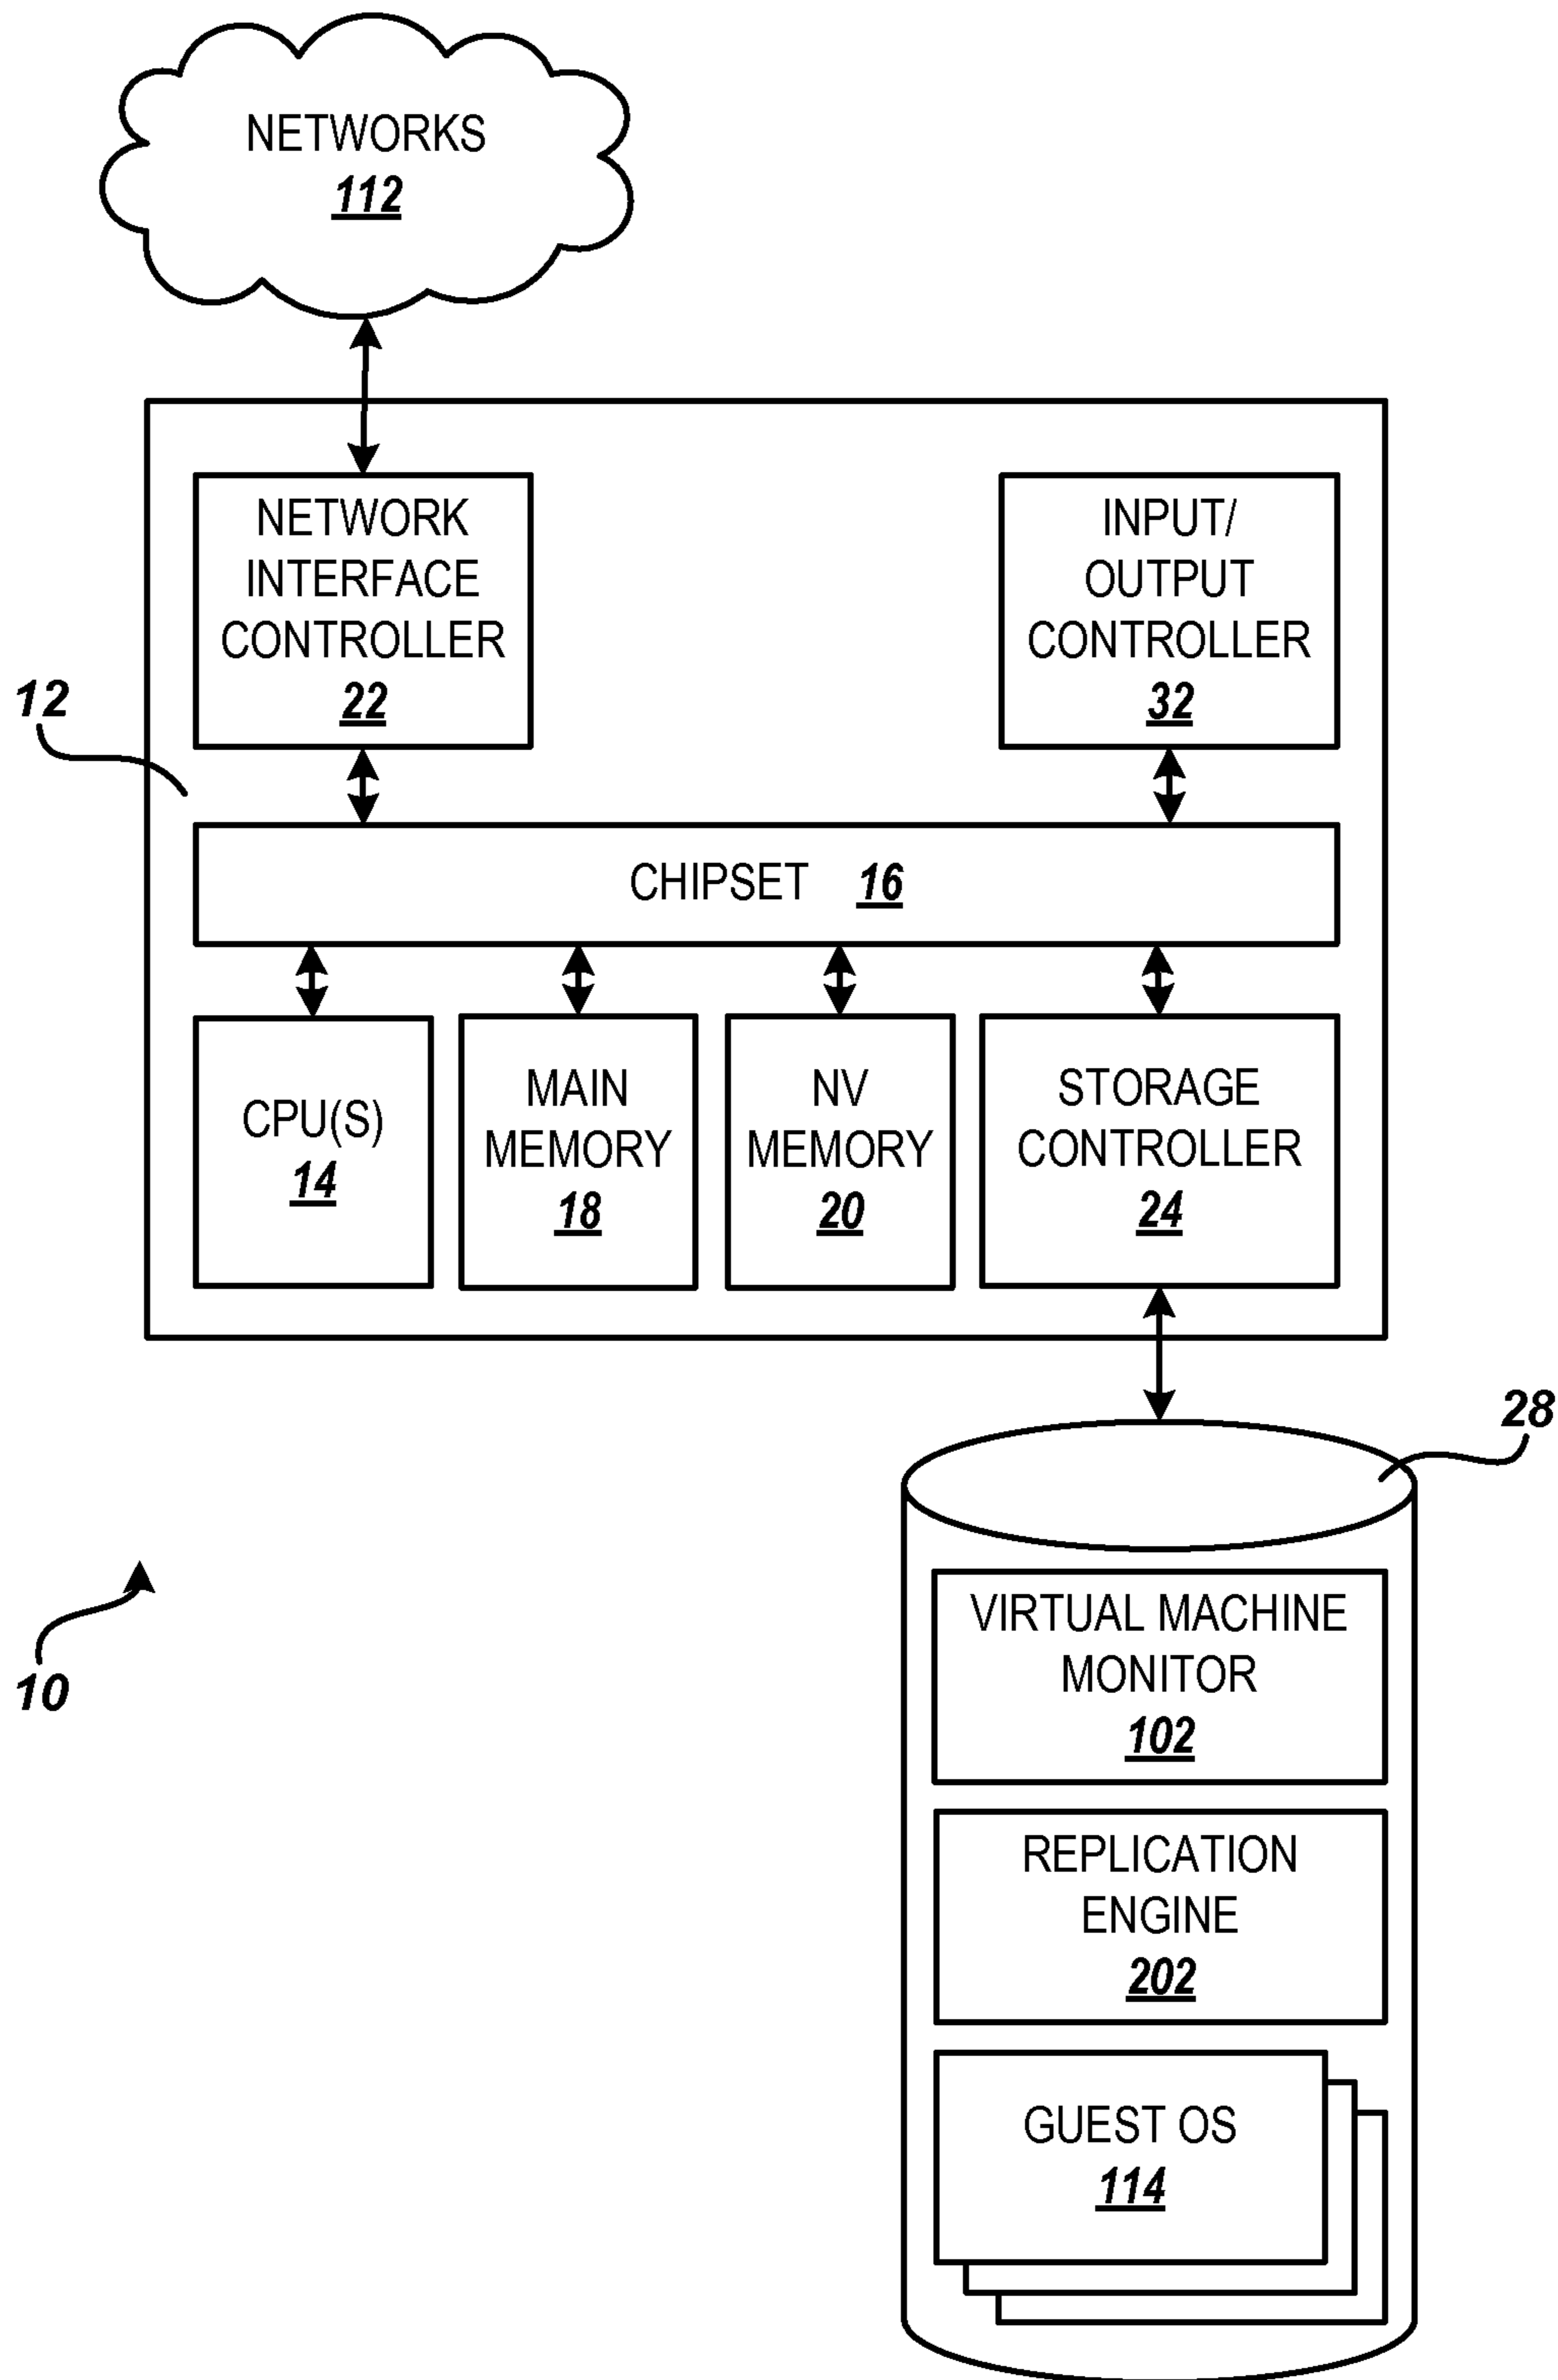 NETWORKS
112
NETWORK
INTERFACE
CONTROLLER
22
INPUT/
OUTPUT
CONTROLLER
32
12
CHIPSET 16
CPU(S)
14
MAIN
MEMORY
18
NV
MEMORY
20
STORAGE
CONTROLLER
24
28
VIRTUAL MACHINE
MONITOR
102
10
REPLICATION
ENGINE
202
GUEST OS
114